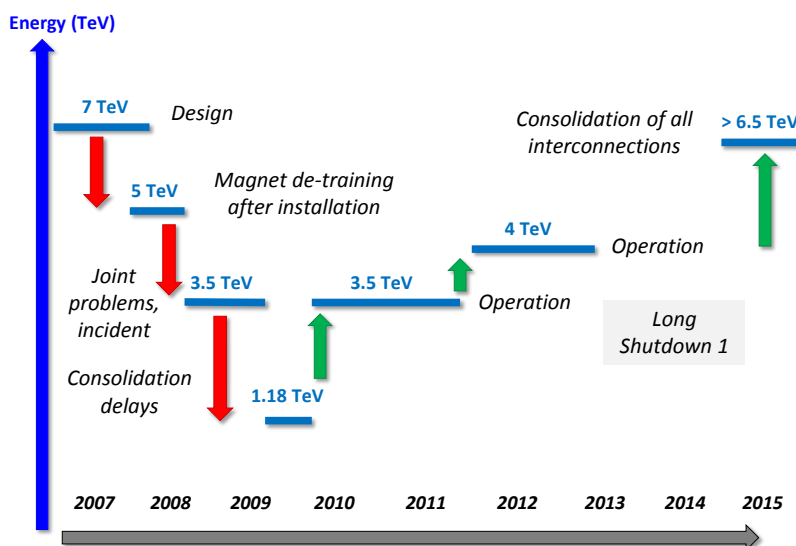 Energy (TeV)
7 TeV
Design
Consolidation of all
interconnections
> 6.5 TeV
5 TeV
Magnet de-training
after installation
4 TeV
Operation
Joint
problems,
incident
3.5 TeV
3.5 TeV
Operation
Long
Shutdown 1
Consolidation
delays
1.18 TeV
2007 2008 2009 2010 2011 2012 2013 2014 2015